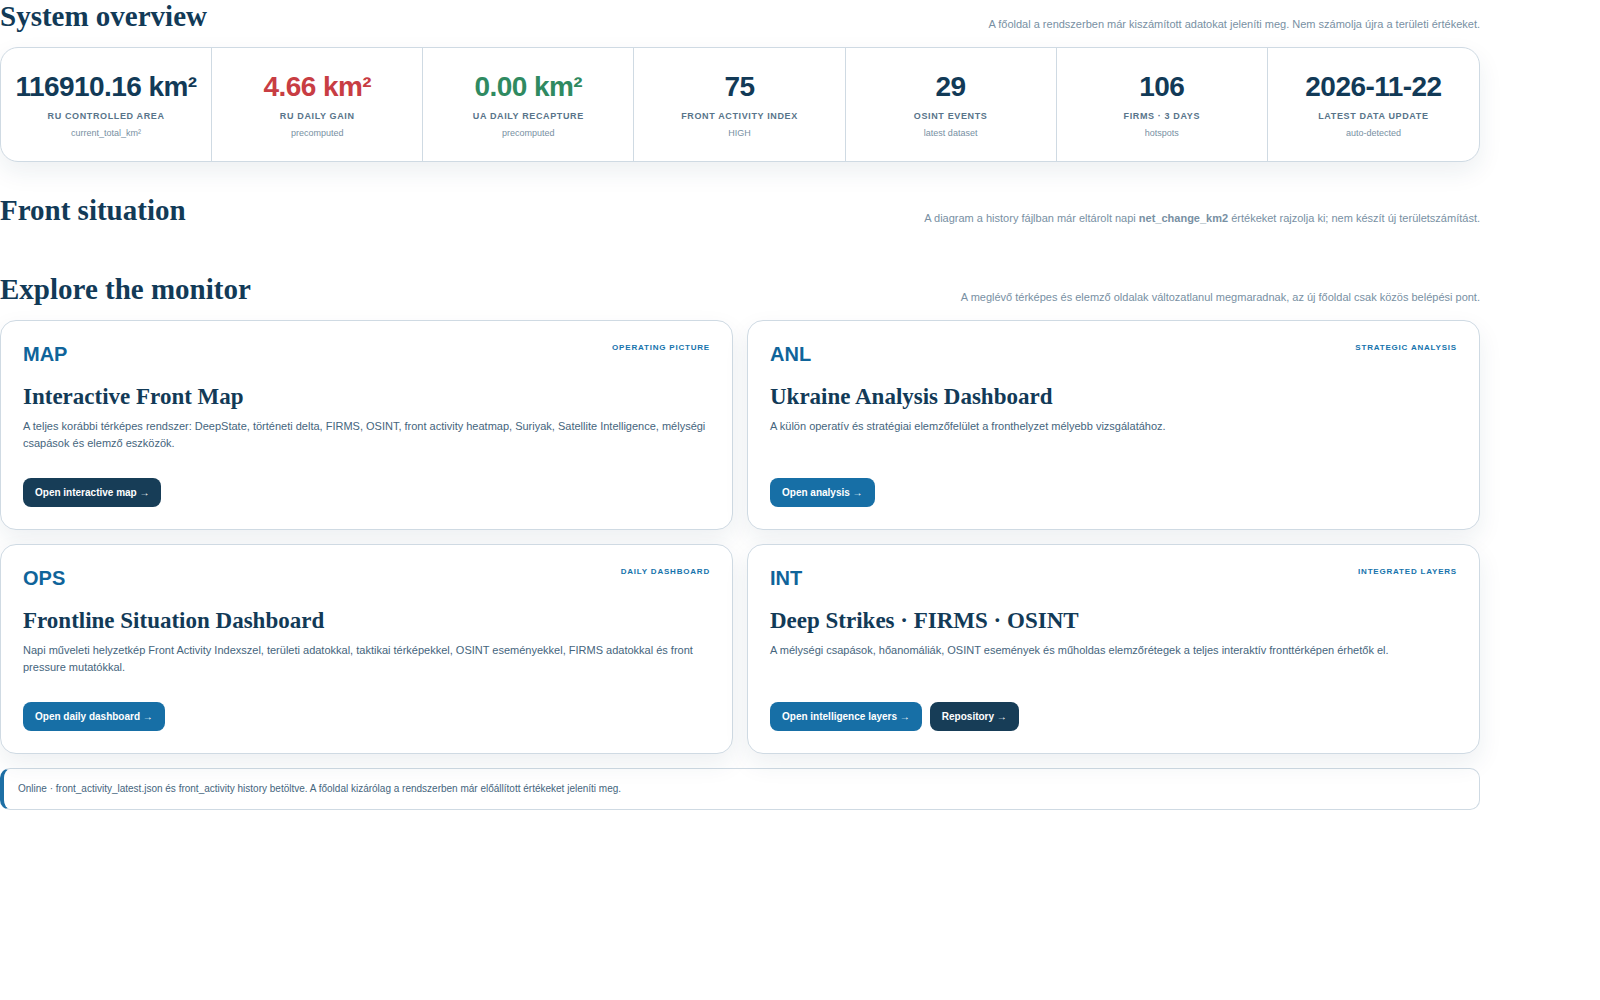 System overview
A főoldal a rendszerben már kiszámított adatokat jeleníti meg. Nem számolja újra a területi értékeket.
116910.16 km²
RU CONTROLLED AREA
current_total_km²
4.66 km²
RU DAILY GAIN
precomputed
0.00 km²
UA DAILY RECAPTURE
precomputed
75
FRONT ACTIVITY INDEX
HIGH
29
OSINT EVENTS
latest dataset
106
FIRMS · 3 DAYS
hotspots
2026-11-22
LATEST DATA UPDATE
auto-detected
Front situation
A diagram a history fájlban már eltárolt napi net_change_km2 értékeket rajzolja ki; nem készít új területszámítást.
Explore the monitor
A meglévő térképes és elemző oldalak változatlanul megmaradnak, az új főoldal csak közös belépési pont.
MAP
OPERATING PICTURE
Interactive Front Map
A teljes korábbi térképes rendszer: DeepState, történeti delta, FIRMS, OSINT, front activity heatmap, Suriyak, Satellite Intelligence, mélységi
csapások és elemző eszközök.
Open interactive map →
ANL
STRATEGIC ANALYSIS
Ukraine Analysis Dashboard
A külön operatív és stratégiai elemzőfelület a fronthelyzet mélyebb vizsgálatához.
Open analysis →
OPS
DAILY DASHBOARD
Frontline Situation Dashboard
Napi műveleti helyzetkép Front Activity Indexszel, területi adatokkal, taktikai térképekkel, OSINT eseményekkel, FIRMS adatokkal és front
pressure mutatókkal.
Open daily dashboard →
INT
INTEGRATED LAYERS
Deep Strikes · FIRMS · OSINT
A mélységi csapások, hőanomáliák, OSINT események és műholdas elemzőrétegek a teljes interaktív fronttérképen érhetők el.
Open intelligence layers →
Repository →
Online · front_activity_latest.json és front_activity history betöltve. A főoldal kizárólag a rendszerben már előállított értékeket jeleníti meg.